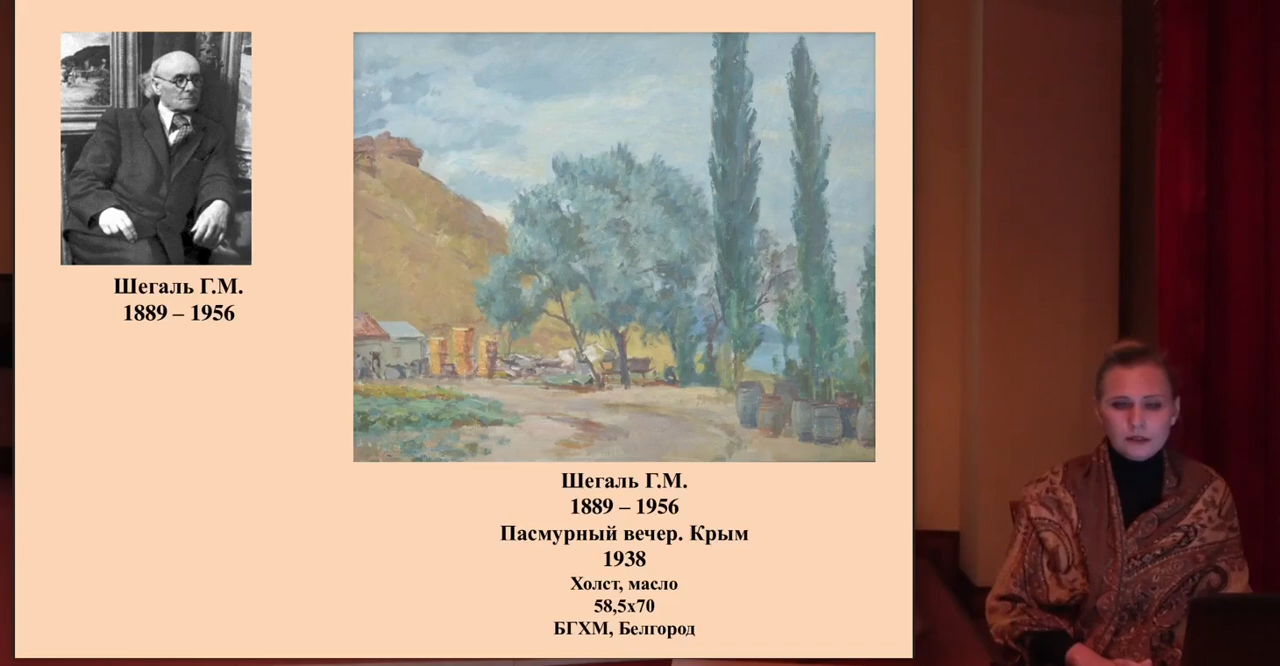 Шегаль Г.М.
1889 – 1956
Шегаль Г.М.
1889 – 1956
Пасмурный вечер. Крым
1938
Холст, масло
58,5х70
БГХМ, Белгород